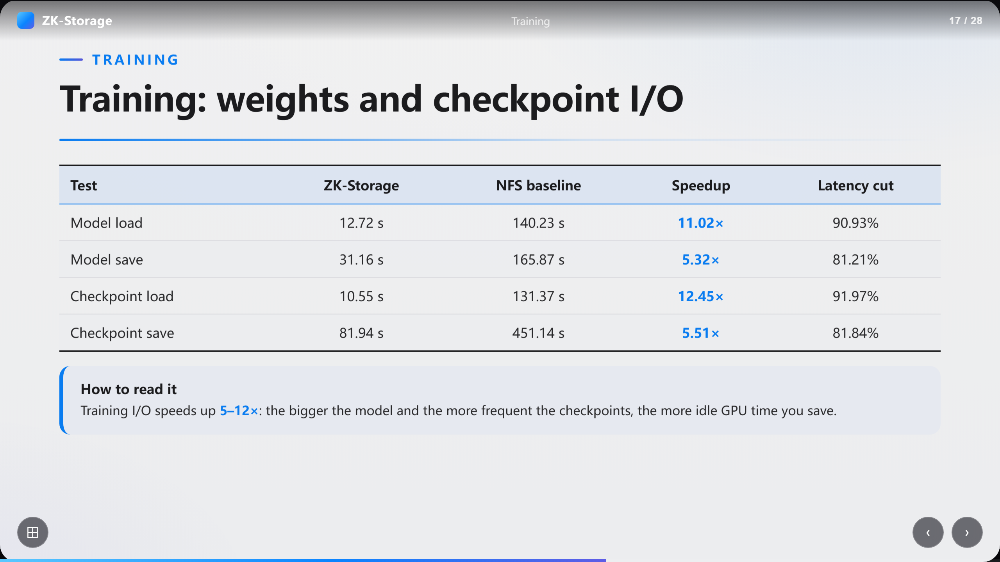 ZK-Storage
Training
17 / 28
TRAINING
Training: weights and checkpoint I/O
Test ZK-Storage NFS baseline Speedup Latency cut
Model load 12.72 s 140.23 s 11.02× 90.93%
Model save 31.16 s 165.87 s 5.32× 81.21%
Checkpoint load 10.55 s 131.37 s 12.45× 91.97%
Checkpoint save 81.94 s 451.14 s 5.51× 81.84%
How to read it
Training I/O speeds up 5–12×: the bigger the model and the more frequent the checkpoints, the more idle GPU time you save.